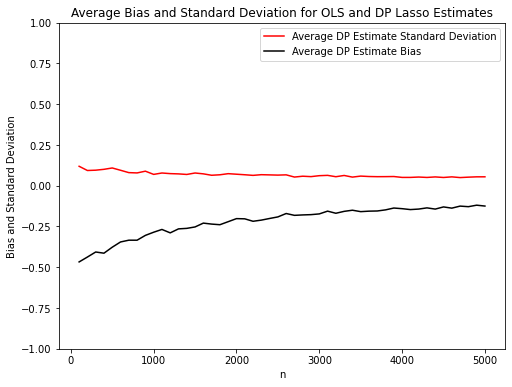 Average Bias and Standard Deviation for OLS and DP Lasso Estimates
Average DP Estimate Standard Deviation
Average DP Estimate Bias
Bias and Standard Deviation
1.00
0.75
0.50
0.25
0.00
−0.25
−0.50
−0.75
−1.00
0 1000 2000 3000 4000 5000
n